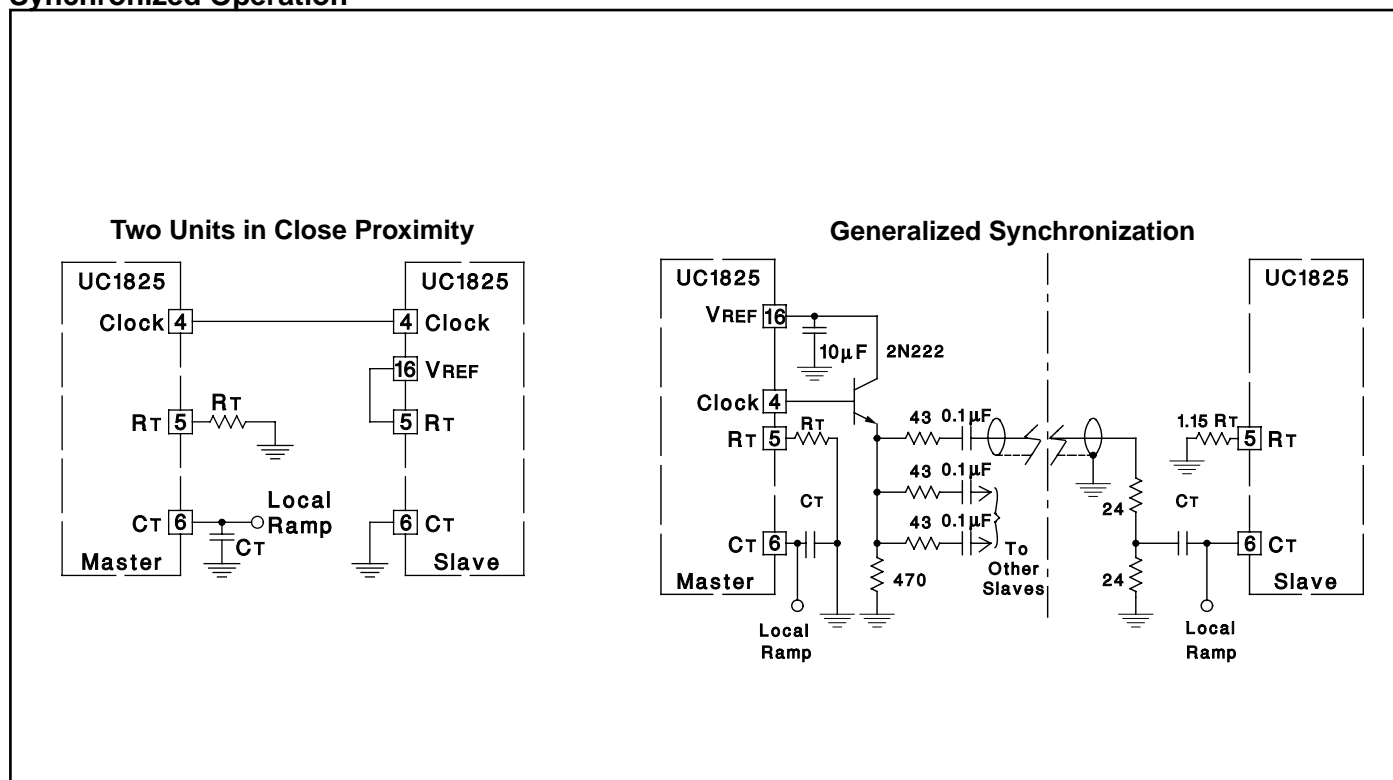 Synchronized Operation
Two Units in Close Proximity
UC1825
UC1825
Clock 4
4 Clock
16 VREF
RT 5
RT
5 RT
CT 6
Local
Ramp
CT
6 CT
Master
Slave
Generalized Synchronization
UC1825
UC1825
VREF 16
10µF
2N222
Clock 4
RT 5
RT
43 0.1µF
1.15 RT
5 RT
43 0.1µF
CT
43 0.1µF
24
CT
CT 6
To
Other
Slaves
6 CT
Master
470
24
Slave
Local
Ramp
Local
Ramp